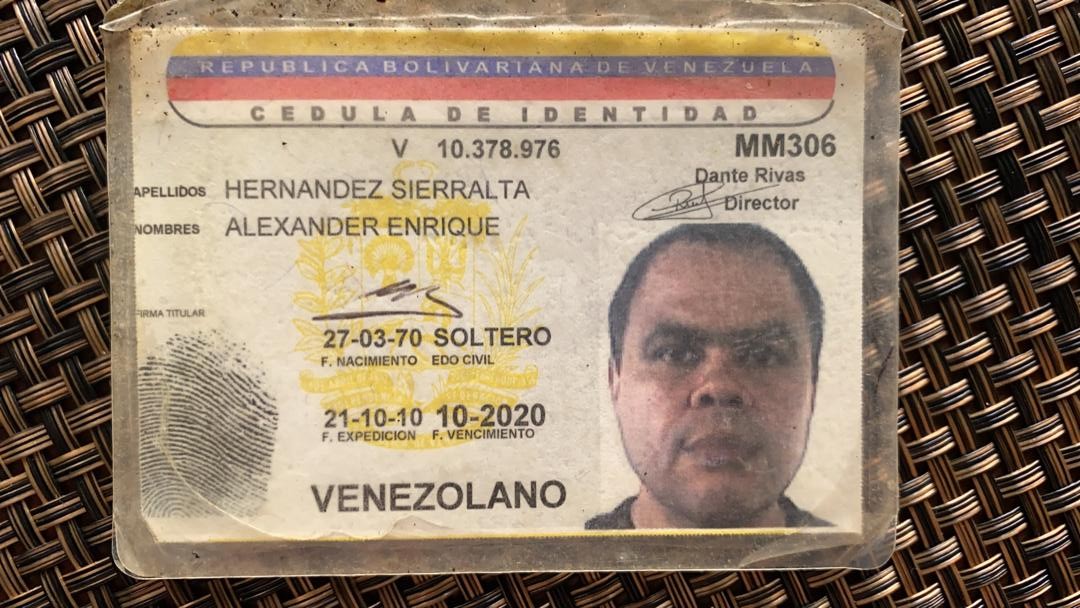 REPUBLICA BOLIVARIANA DE VENEZUELA
CEDULA DE IDENTIDAD
V 10.378.976 MM306
Dante Rivas
Director
APELLIDOS HERNANDEZ SIERRALTA
NOMBRES ALEXANDER ENRIQUE
FIRMA TITULAR
27-03-70 SOLTERO
F. NACIMIENTO EDO CIVIL
21-10-10 10-2020
F. EXPEDICION F. VENCIMIENTO
VENEZOLANO